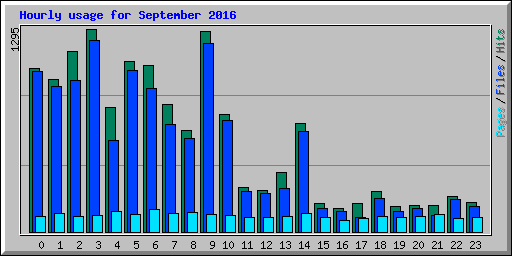 Hourly usage for September 2016
1295
Pages / Files / Hits
0 1 2 3 4 5 6 7 8 9 10 11 12 13 14 15 16 17 18 19 20 21 22 23